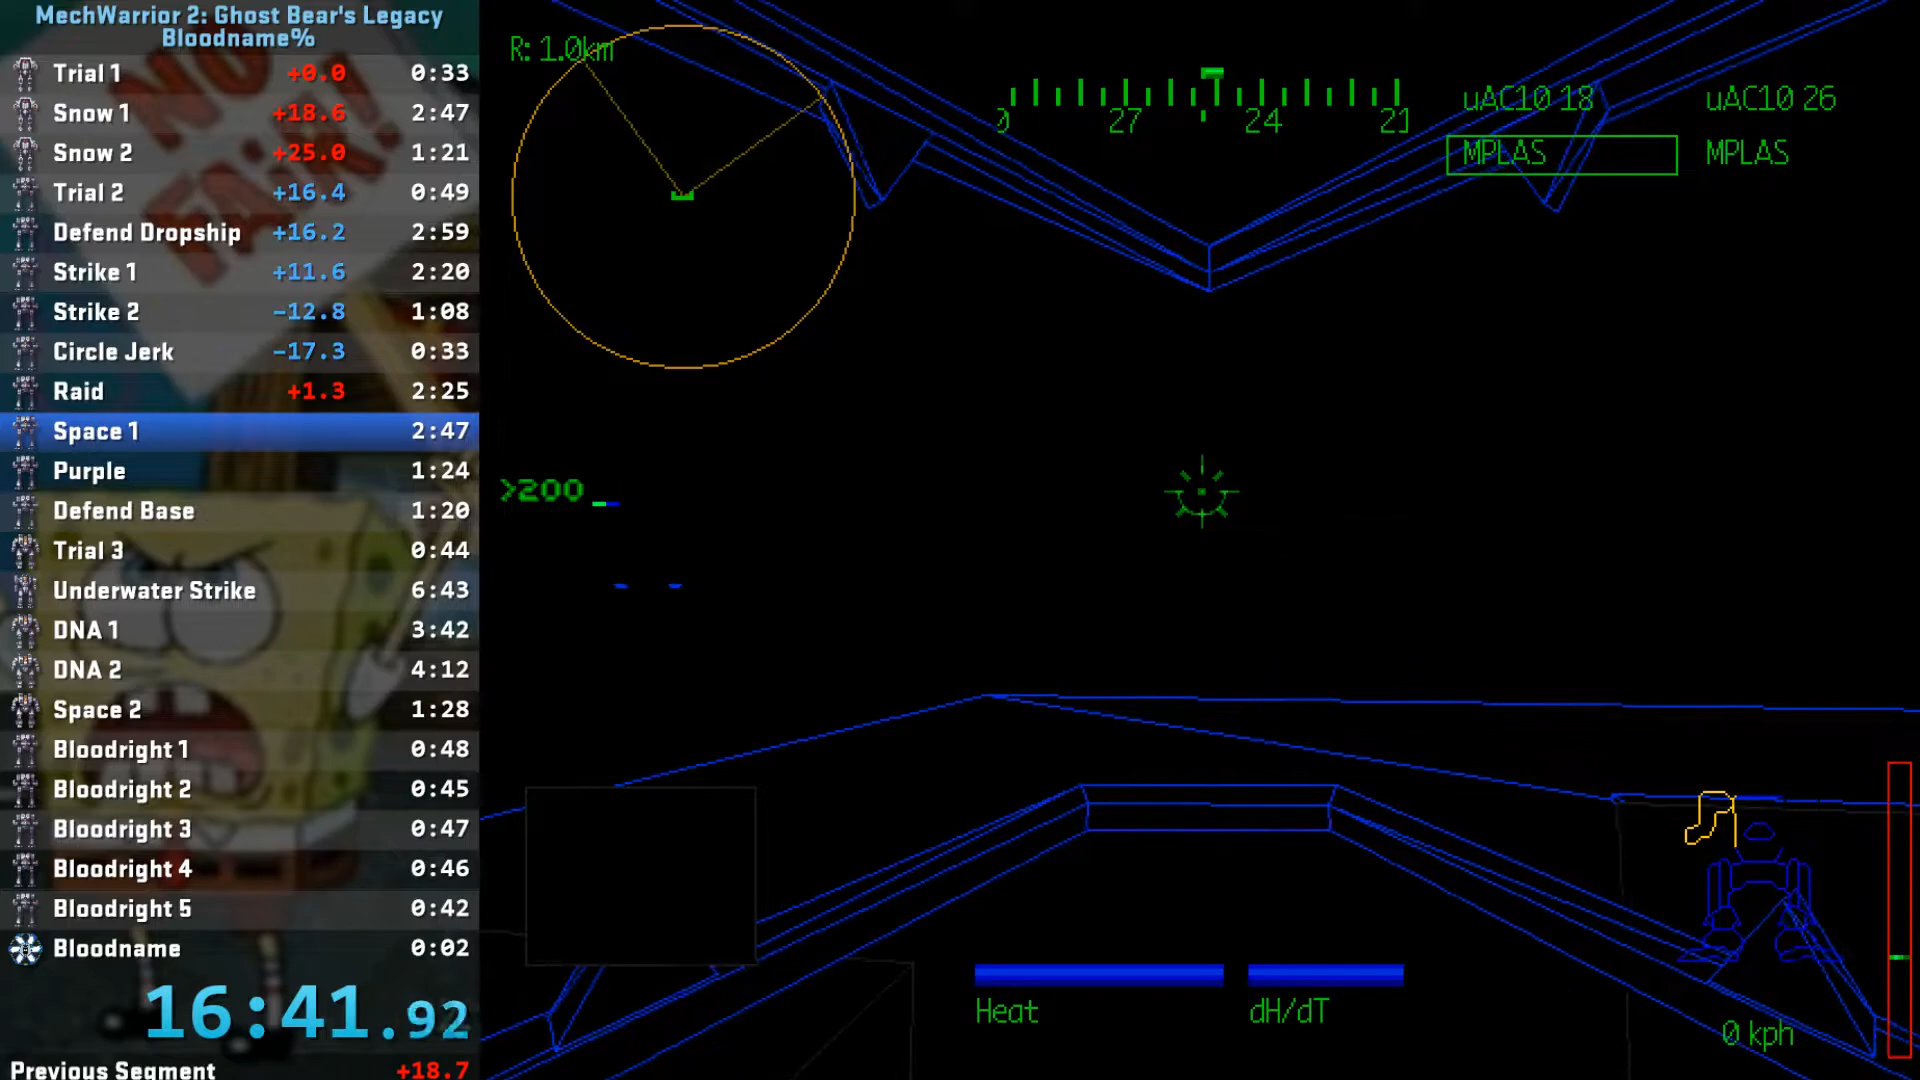 MechWarrior 2: Ghost Bear's Legacy
Bloodname%
Trial 1 +0.0 0:33
Snow 1 +18.6 2:47
Snow 2 +25.0 1:21
Trial 2 +16.4 0:49
Defend Dropship +16.2 2:59
Strike 1 +11.6 2:20
Strike 2 -12.8 1:08
Circle Jerk -17.3 0:33
Raid +1.3 2:25
Space 1 2:47
Purple 1:24
Defend Base 1:20
Trial 3 0:44
Underwater Strike 6:43
DNA 1 3:42
DNA 2 4:12
Space 2 1:28
Bloodright 1 0:48
Bloodright 2 0:45
Bloodright 3 0:47
Bloodright 4 0:46
Bloodright 5 0:42
Bloodname 0:02
16:41.92
Previous Segment +18.7
NO FAIR!
R: 1.0km
27 24 21
uAC10 18 uAC10 26
MPLAS MPLAS
>200
Heat dH/dT
0 kph